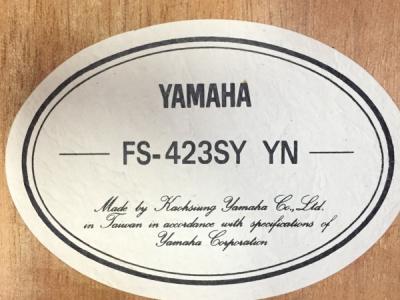 YAMAHA
FS-423SY YN
Made by Kaohsiung Yamaha Co., Ltd.
in Taiwan in accordance with specifications of
Yamaha Corporation